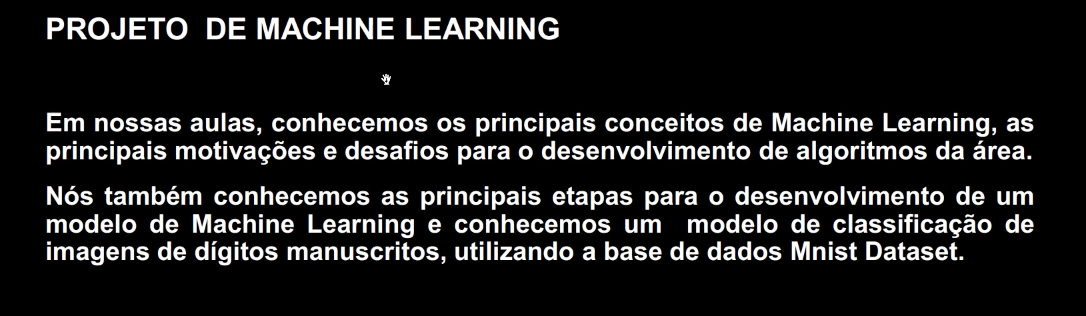 PROJETO  DE MACHINE LEARNING
Em nossas aulas, conhecemos os principais conceitos de Machine Learning, as
principais motivações e desafios para o desenvolvimento de algoritmos da área.
Nós também conhecemos as principais etapas para o desenvolvimento de um
modelo de Machine Learning e conhecemos um  modelo de classificação de
imagens de dígitos manuscritos, utilizando a base de dados Mnist Dataset.